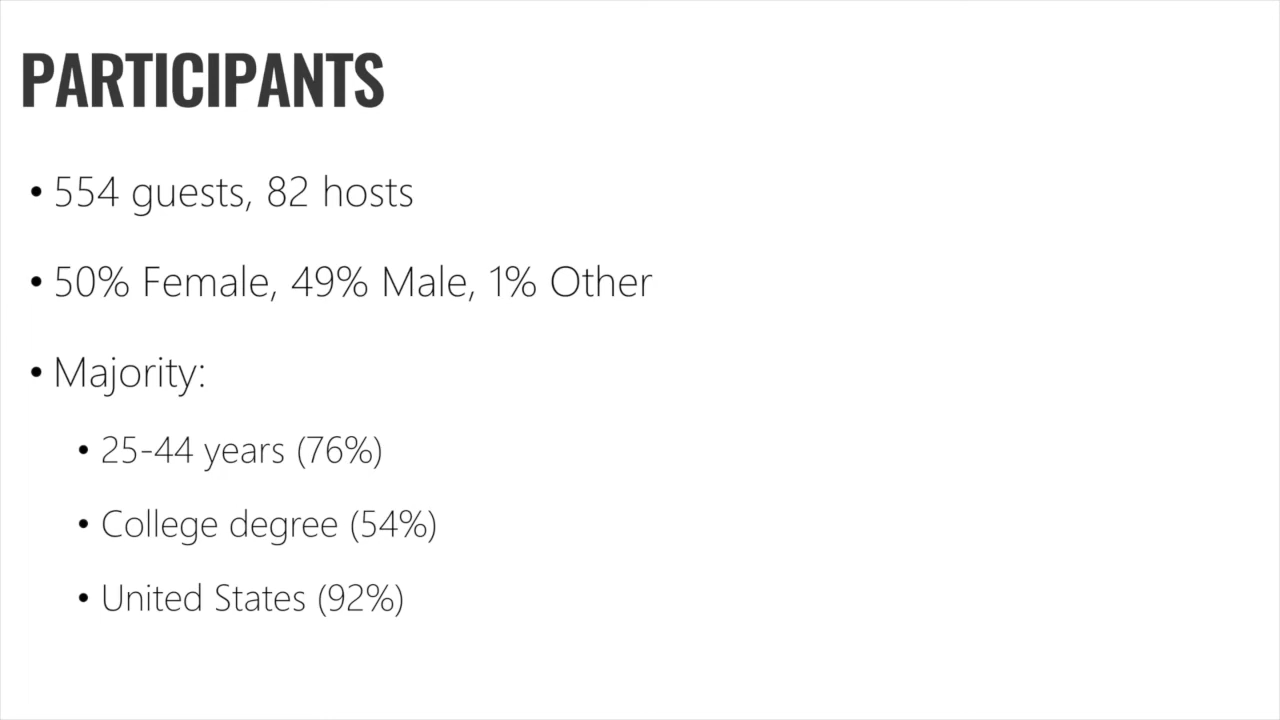 PARTICIPANTS
• 554 guests, 82 hosts
• 50% Female, 49% Male, 1% Other
• Majority:
• 25-44 years (76%)
• College degree (54%)
• United States (92%)